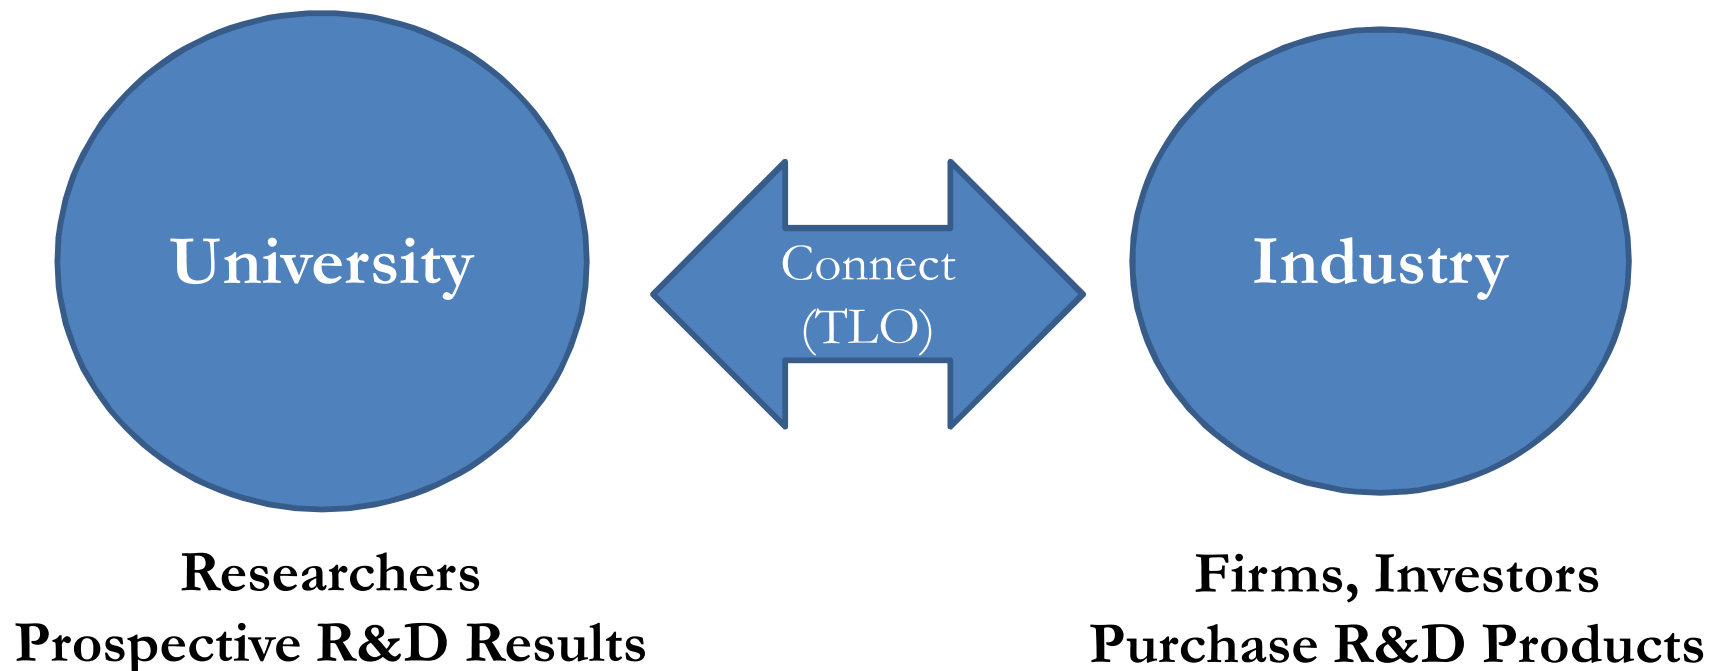 University
Connect
(TLO)
Industry
Researchers
Prospective R&D Results
Firms, Investors
Purchase R&D Products